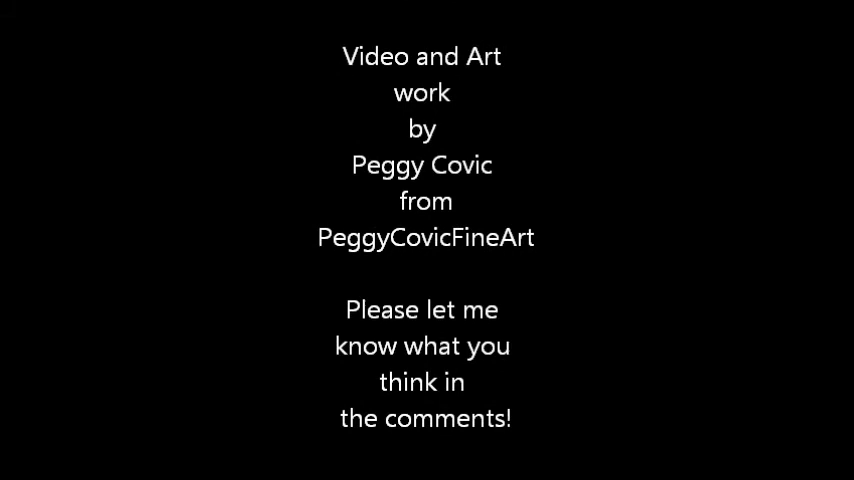 Video and Art
work
by
Peggy Covic
from
PeggyCovicFineArt
Please let me
know what you
think in
the comments!